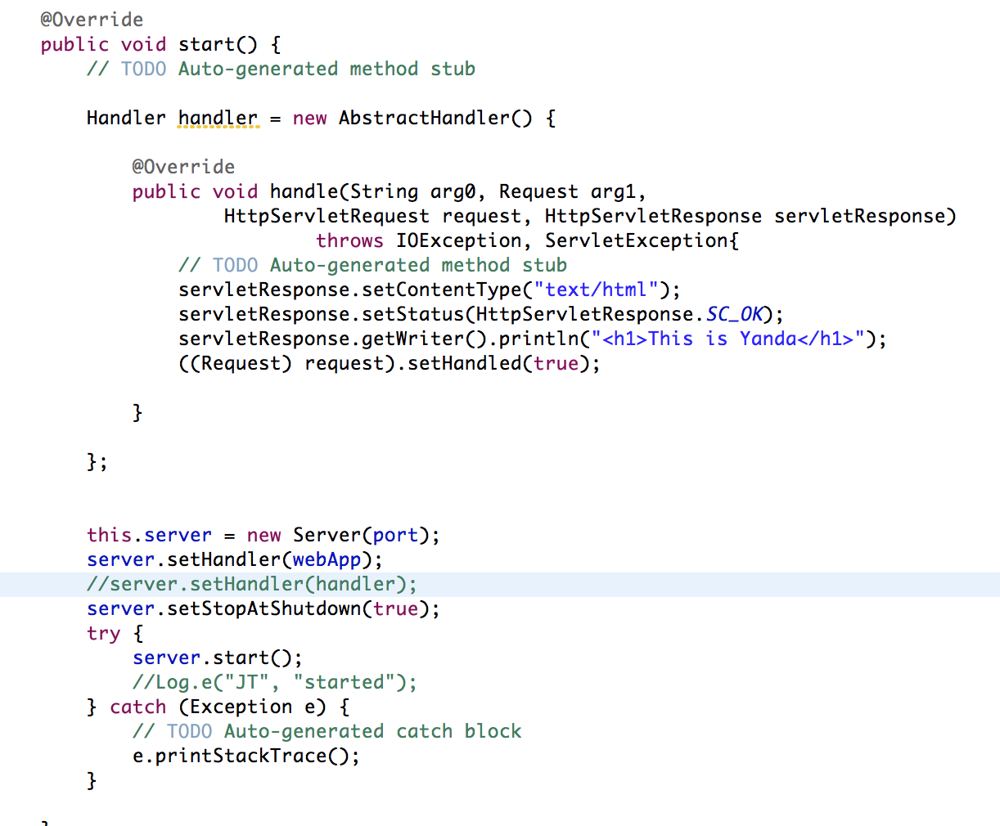 @Override
public void start() {
// TODO Auto-generated method stub
Handler handler = new AbstractHandler() {
@Override
public void handle(String arg0, Request arg1,
HttpServletRequest request, HttpServletResponse servletResponse)
throws IOException, ServletException{
// TODO Auto-generated method stub
servletResponse.setContentType("text/html");
servletResponse.setStatus(HttpServletResponse.SC_OK);
servletResponse.getWriter().println("<h1>This is Yanda</h1>");
((Request) request).setHandled(true);
}
};
this.server = new Server(port);
server.setHandler(webApp);
//server.setHandler(handler);
server.setStopAtShutdown(true);
try {
server.start();
//Log.e("JT", "started");
} catch (Exception e) {
// TODO Auto-generated catch block
e.printStackTrace();
}